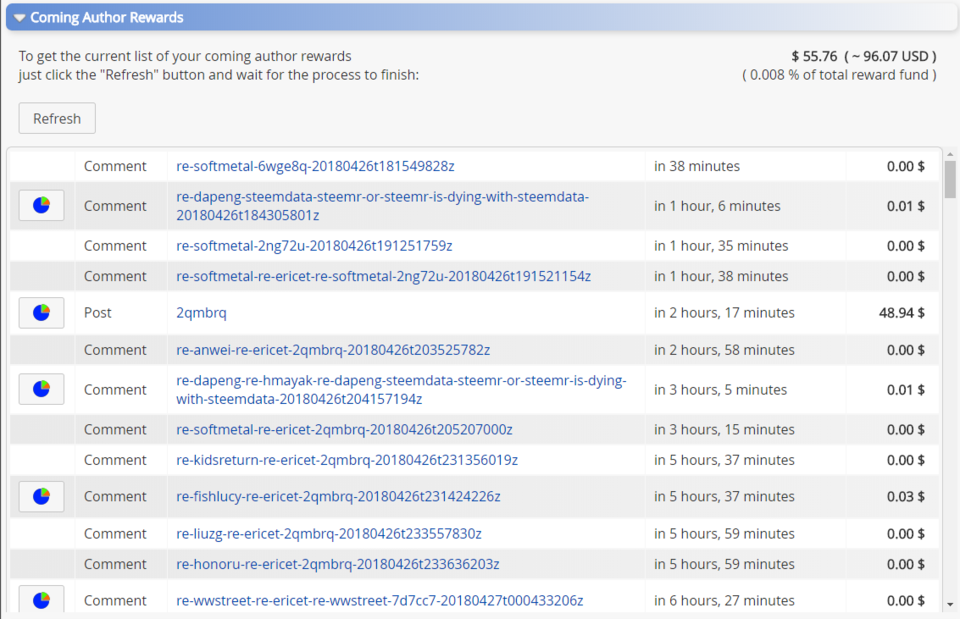 Coming Author Rewards
To get the current list of your coming author rewards
just click the "Refresh" button and wait for the process to finish:
$ 55.76 ( ~ 96.07 USD )
( 0.008 % of total reward fund )
Refresh
Comment re-softmetal-6wge8q-20180426t181549828z in 38 minutes 0.00 $
Comment re-dapeng-steemdata-steemr-or-steemr-is-dying-with-steemdata-
20180426t184305801z in 1 hour, 6 minutes 0.01 $
Comment re-softmetal-2ng72u-20180426t191251759z in 1 hour, 35 minutes 0.00 $
Comment re-softmetal-re-ericet-re-softmetal-2ng72u-20180426t191521154z in 1 hour, 38 minutes 0.00 $
Post 2qmbrq in 2 hours, 17 minutes 48.94 $
Comment re-anwei-re-ericet-2qmbrq-20180426t203525782z in 2 hours, 58 minutes 0.00 $
Comment re-dapeng-re-hmayak-re-dapeng-steemdata-steemr-or-steemr-is-dying-
with-steemdata-20180426t204157194z in 3 hours, 5 minutes 0.01 $
Comment re-softmetal-re-ericet-2qmbrq-20180426t205207000z in 3 hours, 15 minutes 0.00 $
Comment re-kidsreturn-re-ericet-2qmbrq-20180426t231356019z in 5 hours, 37 minutes 0.00 $
Comment re-fishlucy-re-ericet-2qmbrq-20180426t231424226z in 5 hours, 37 minutes 0.03 $
Comment re-liuzg-re-ericet-2qmbrq-20180426t233557830z in 5 hours, 59 minutes 0.00 $
Comment re-honoru-re-ericet-2qmbrq-20180426t233636203z in 5 hours, 59 minutes 0.00 $
Comment re-wwstreet-re-ericet-re-wwstreet-7d7cc7-20180427t000433206z in 6 hours, 27 minutes 0.00 $